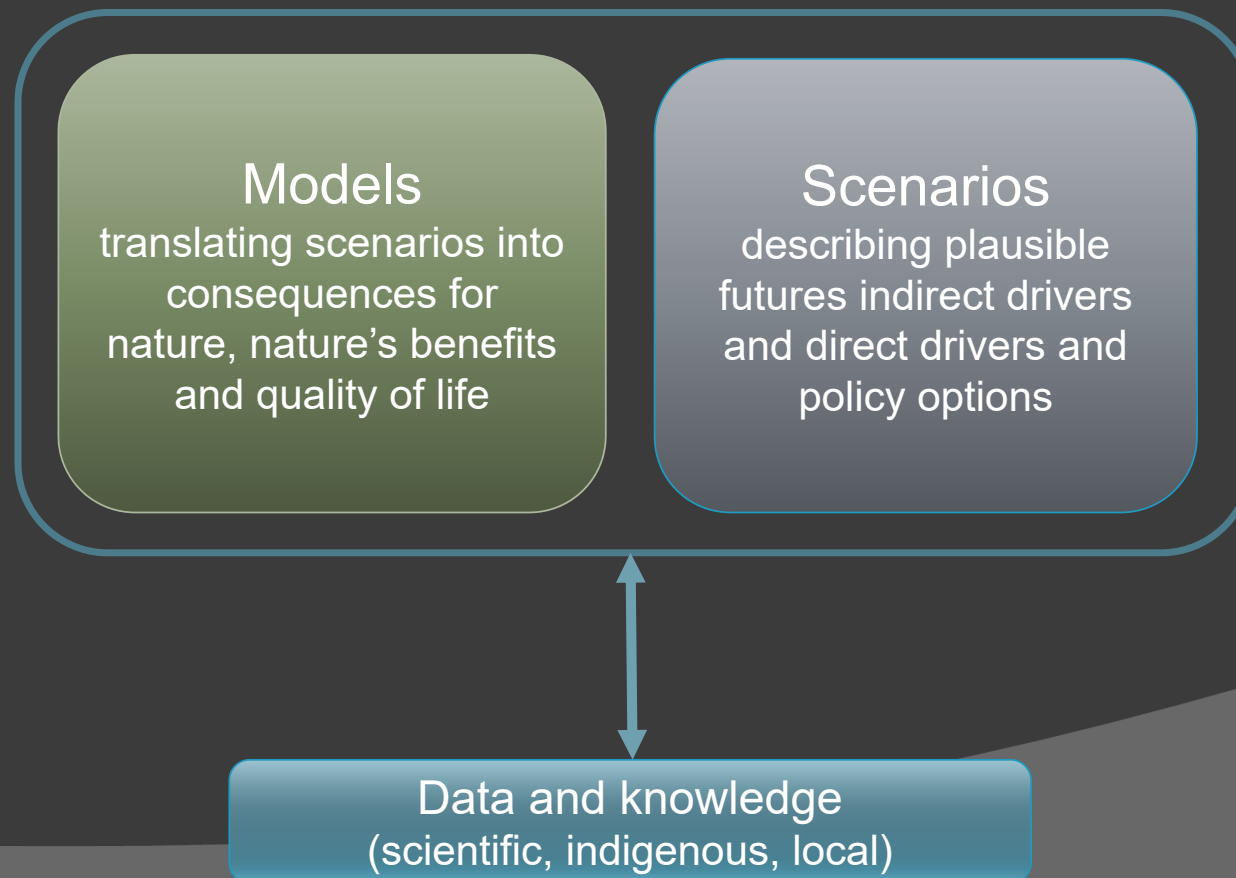 Models
translating scenarios into
consequences for
nature, nature’s benefits
and quality of life
Scenarios
describing plausible
futures indirect drivers
and direct drivers and
policy options
Data and knowledge
(scientific, indigenous, local)